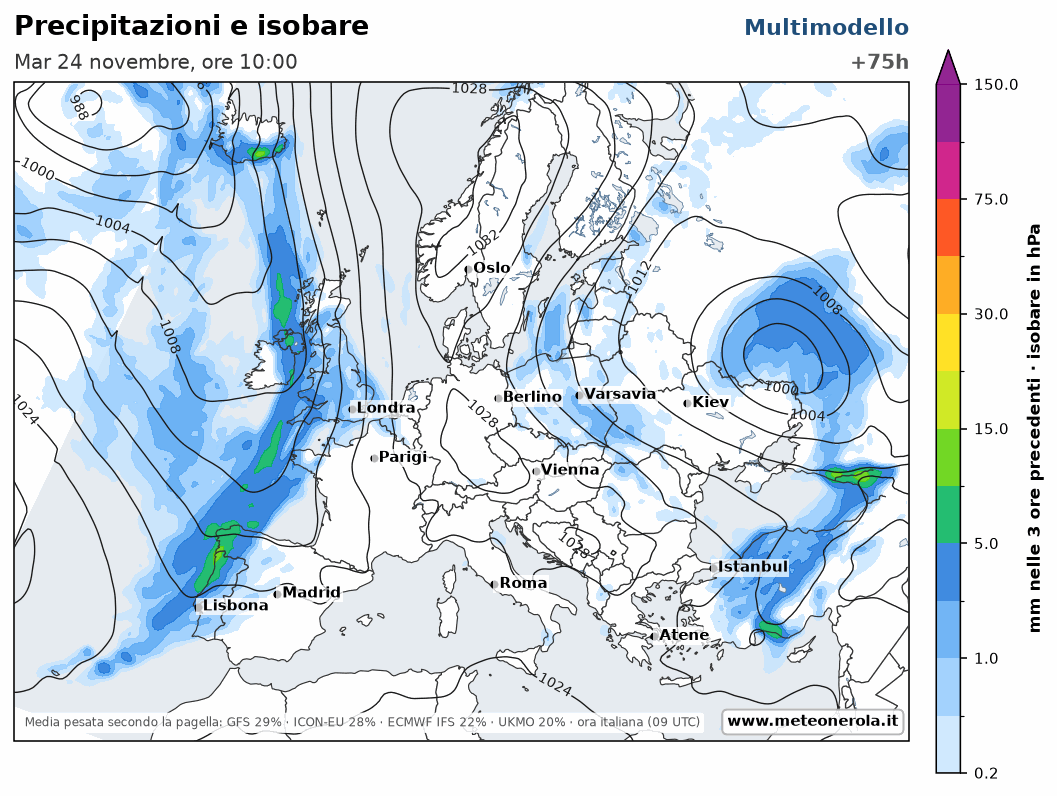 Precipitazioni e isobare
Multimodello
Mar 24 novembre, ore 10:00
+75h
988
1028
1000
1004
1032
Oslo
1012
1008
1008
1000
1004
1024
Londra
Berlino
Varsavia
Kiev
1028
Parigi
Vienna
1028
Istanbul
Roma
Madrid
Lisbona
Atene
1024
Media pesata secondo la pagella: GFS 29% · ICON-EU 28% · ECMWF IFS 22% · UKMO 20% · ora italiana (09 UTC)
www.meteonerola.it
150.0
75.0
30.0
15.0
5.0
1.0
0.2
mm nelle 3 ore precedenti · isobare in hPa